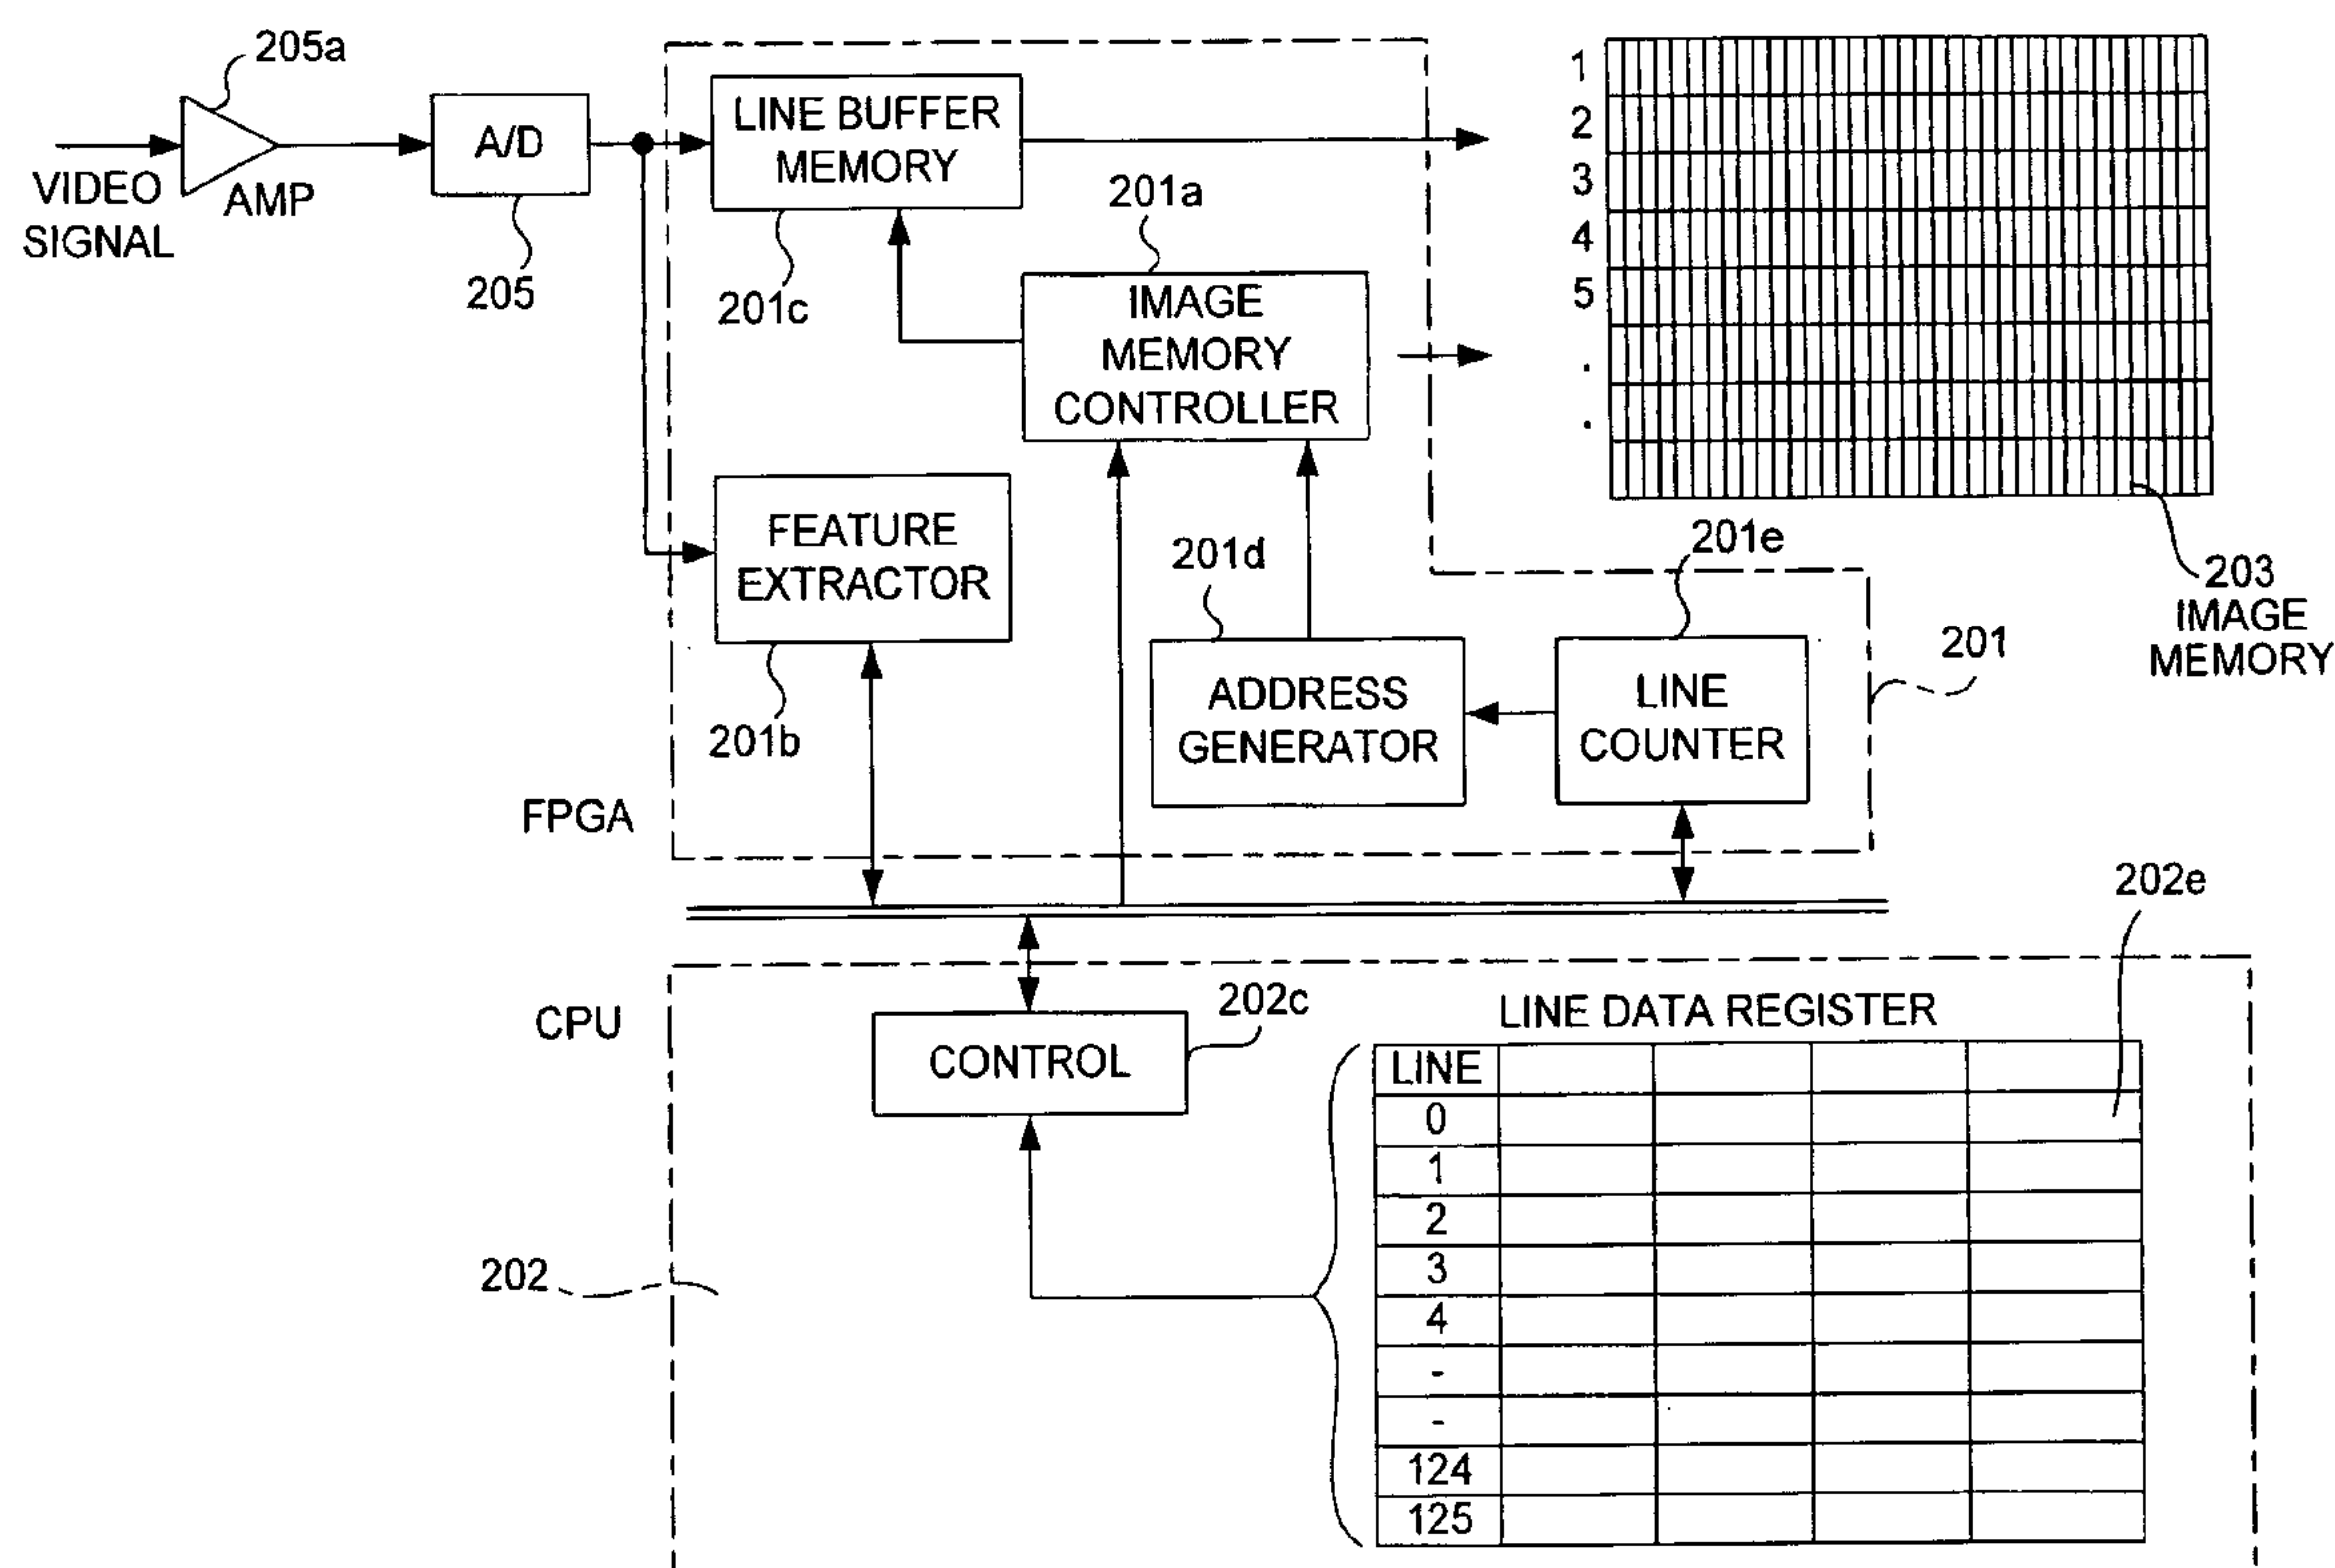 205a
VIDEO
SIGNAL
AMP
A/D
205
LINE BUFFER
MEMORY
201c
201a
IMAGE
MEMORY
CONTROLLER
1
2
3
4
5
.
.
203
IMAGE
MEMORY
FEATURE
EXTRACTOR
201b
201d
ADDRESS
GENERATOR
201e
LINE
COUNTER
201
FPGA
CPU
202
CONTROL
202c
LINE DATA REGISTER
202e
LINE
0
1
2
3
4
-
-
124
125